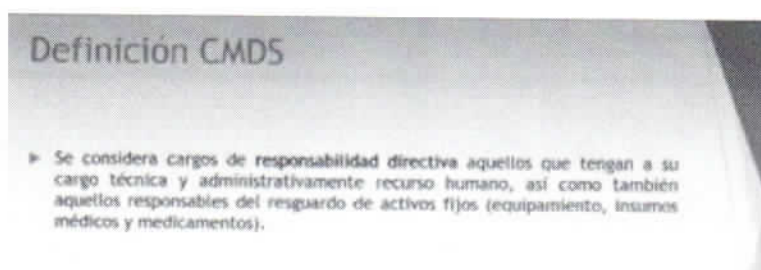 Definición CMDS
▶ Se considera cargos de responsabilidad directiva aquellos que tengan a su
cargo técnica y administrativamente recurso humano, así como también
aquellos responsables del resguardo de activos fijos (equipamiento, insumos
médicos y medicamentos).